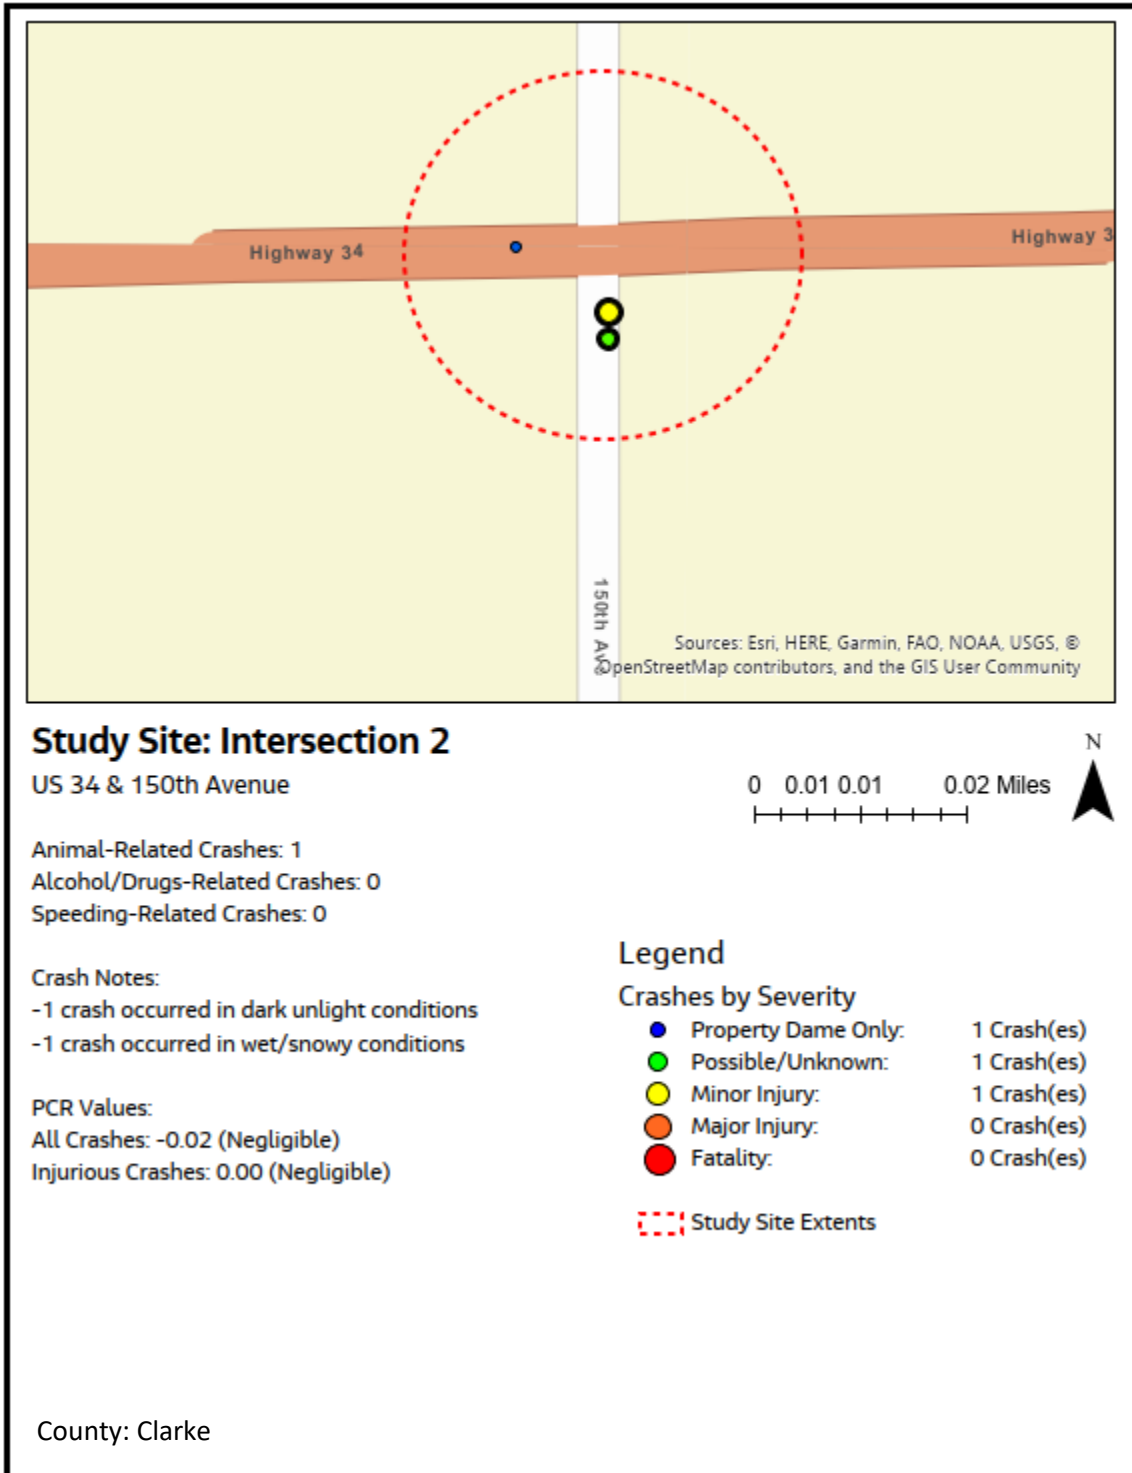 Highway 34
Highway 3
150th Ave
Sources: Esri, HERE, Garmin, FAO, NOAA, USGS, ©
OpenStreetMap contributors, and the GIS User Community
Study Site: Intersection 2
US 34 & 150th Avenue
N
0 0.01 0.01 0.02 Miles
Animal-Related Crashes: 1
Alcohol/Drugs-Related Crashes: 0
Speeding-Related Crashes: 0
Crash Notes:
-1 crash occurred in dark unlight conditions
-1 crash occurred in wet/snowy conditions
PCR Values:
All Crashes: -0.02 (Negligible)
Injurious Crashes: 0.00 (Negligible)
Legend
Crashes by Severity
Property Dame Only: 1 Crash(es)
Possible/Unknown: 1 Crash(es)
Minor Injury: 1 Crash(es)
Major Injury: 0 Crash(es)
Fatality: 0 Crash(es)
Study Site Extents
County: Clarke